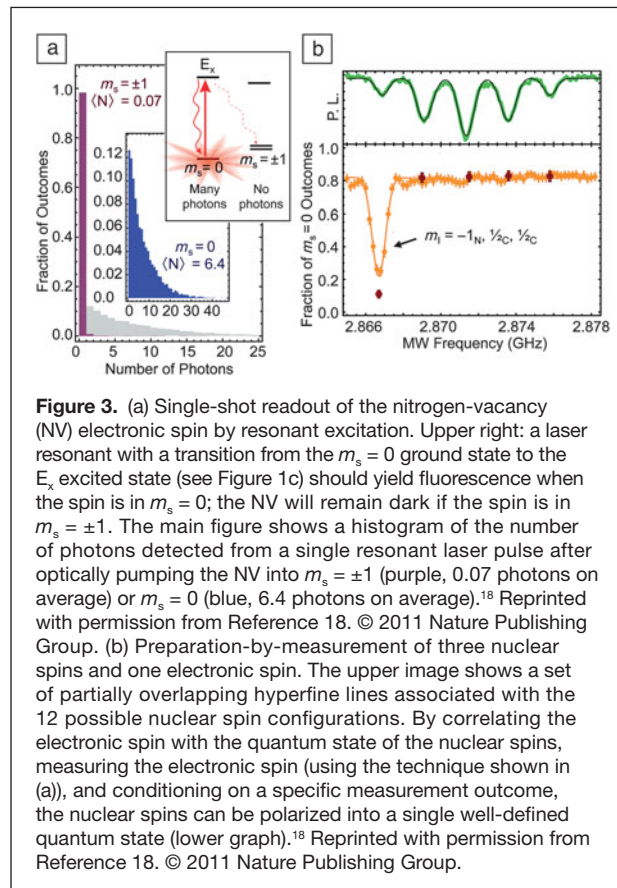 a
b
1.0
0.8
0.6
0.4
0.2
0.0
Fraction of Outcomes
m_s = ±1
⟨N⟩ = 0.07
0.12
0.10
0.08
0.06
0.04
0.02
0.00
0 10 20 30 40
m_s = 0
⟨N⟩ = 6.4
E_x
m_s = 0
m_s = ±1
Many photons
No photons
0 5 10 15 20 25
Number of Photons
P. L.
Fraction of m_s = 0 Outcomes
1.0
0.8
0.6
0.4
0.2
0.0
m_I = −1_N, ½_C, ½_C
2.866 2.870 2.874 2.878
MW Frequency (GHz)
Figure 3. (a) Single-shot readout of the nitrogen-vacancy
(NV) electronic spin by resonant excitation. Upper right: a laser
resonant with a transition from the m_s = 0 ground state to the
E_x excited state (see Figure 1c) should yield fluorescence when
the spin is in m_s = 0; the NV will remain dark if the spin is in
m_s = ±1. The main figure shows a histogram of the number
of photons detected from a single resonant laser pulse after
optically pumping the NV into m_s = ±1 (purple, 0.07 photons on
average) or m_s = 0 (blue, 6.4 photons on average).¹⁸ Reprinted
with permission from Reference 18. © 2011 Nature Publishing
Group. (b) Preparation-by-measurement of three nuclear
spins and one electronic spin. The upper image shows a set
of partially overlapping hyperfine lines associated with the
12 possible nuclear spin configurations. By correlating the
electronic spin with the quantum state of the nuclear spins,
measuring the electronic spin (using the technique shown in
(a)), and conditioning on a specific measurement outcome,
the nuclear spins can be polarized into a single well-defined
quantum state (lower graph).¹⁸ Reprinted with permission from
Reference 18. © 2011 Nature Publishing Group.